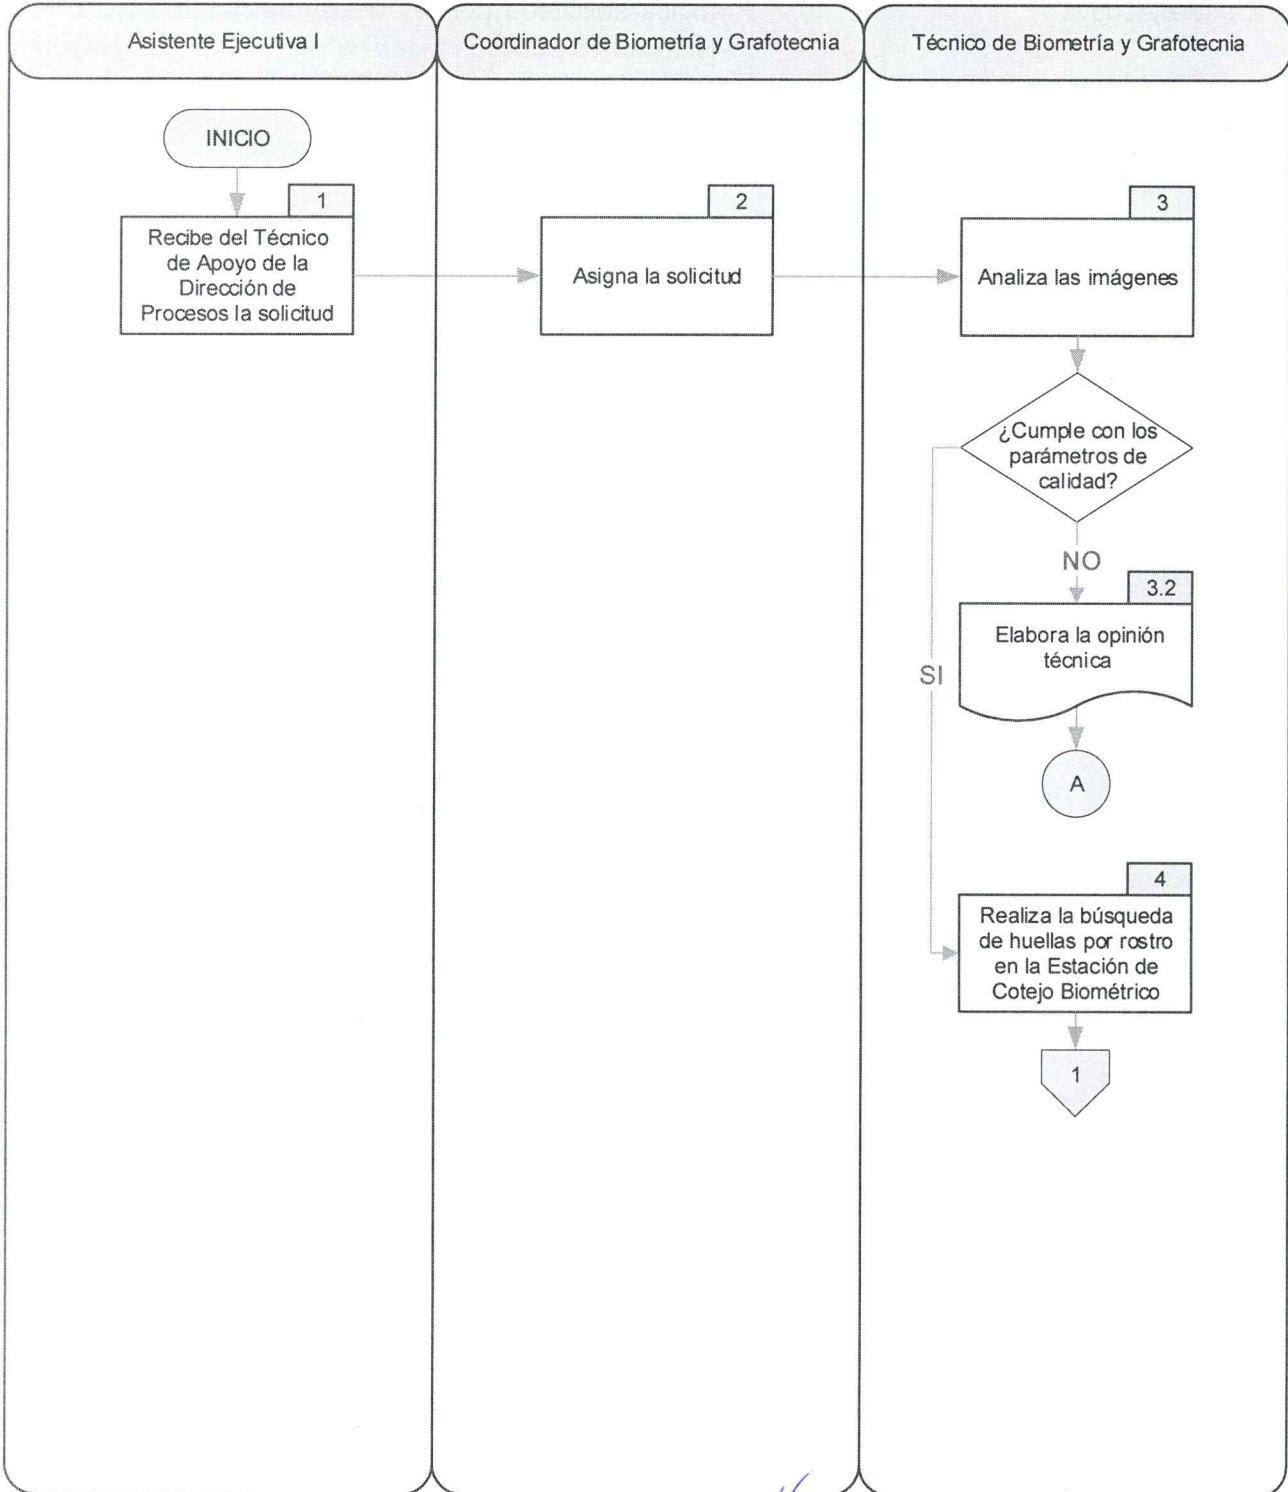 Asistente Ejecutiva I
Coordinador de Biometría y Grafotecnia
Técnico de Biometría y Grafotecnia
INICIO
1
Recibe del Técnico
de Apoyo de la
Dirección de
Procesos la solicitud
2
Asigna la solicitud
3
Analiza las imágenes
¿Cumple con los
parámetros de
calidad?
NO
3.2
Elabora la opinión
técnica
SI
A
4
Realiza la búsqueda
de huellas por rostro
en la Estación de
Cotejo Biométrico
1